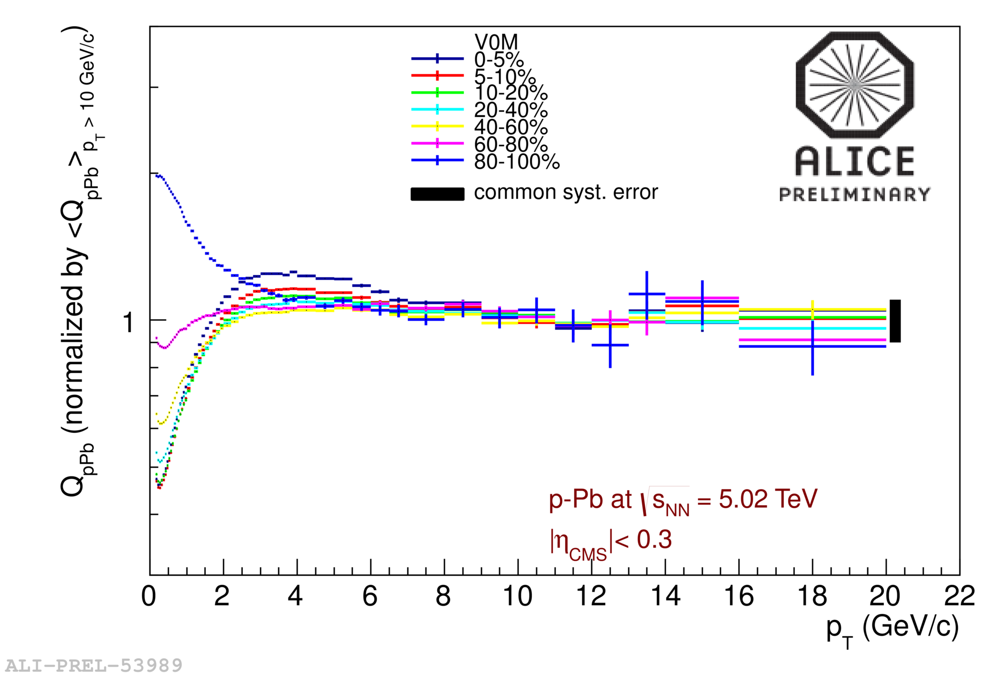 Q_pPb (normalized by <Q_pPb>_p_T > 10 GeV/c)
V0M
0-5%
5-10%
10-20%
20-40%
40-60%
60-80%
80-100%
common syst. error
ALICE
PRELIMINARY
1
p-Pb at √s_NN = 5.02 TeV
|η_CMS|< 0.3
0 2 4 6 8 10 12 14 16 18 20 22
p_T (GeV/c)
ALI-PREL-53989